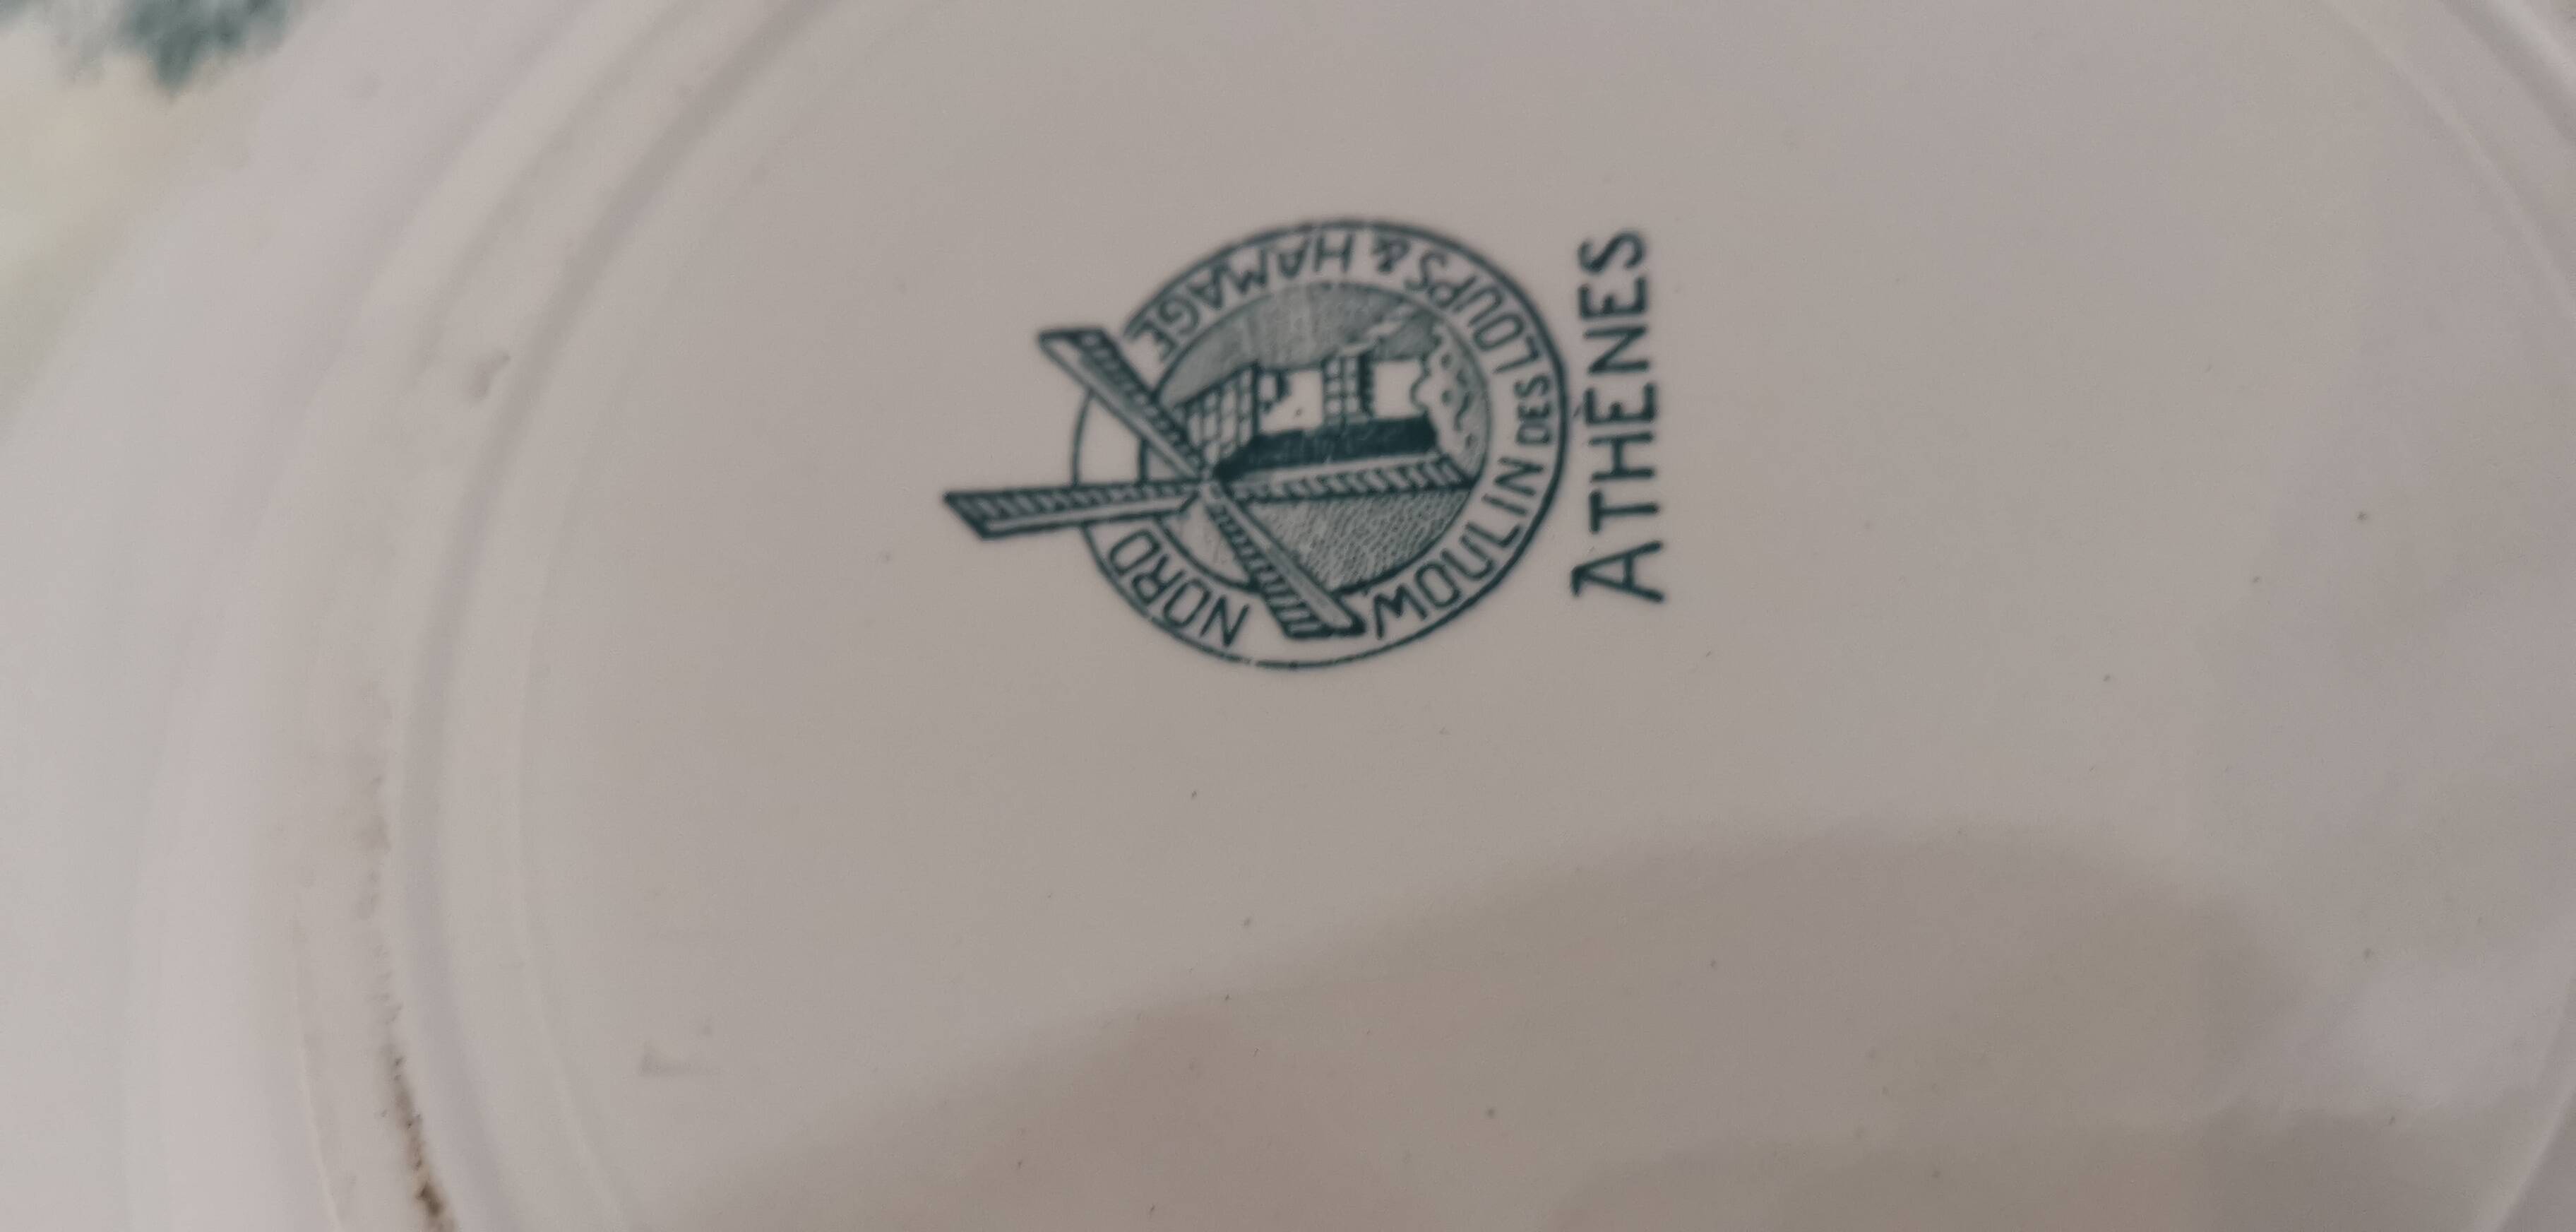 MOULIN DES LOUPS & HAMAGE
NORD
ATHÈNES